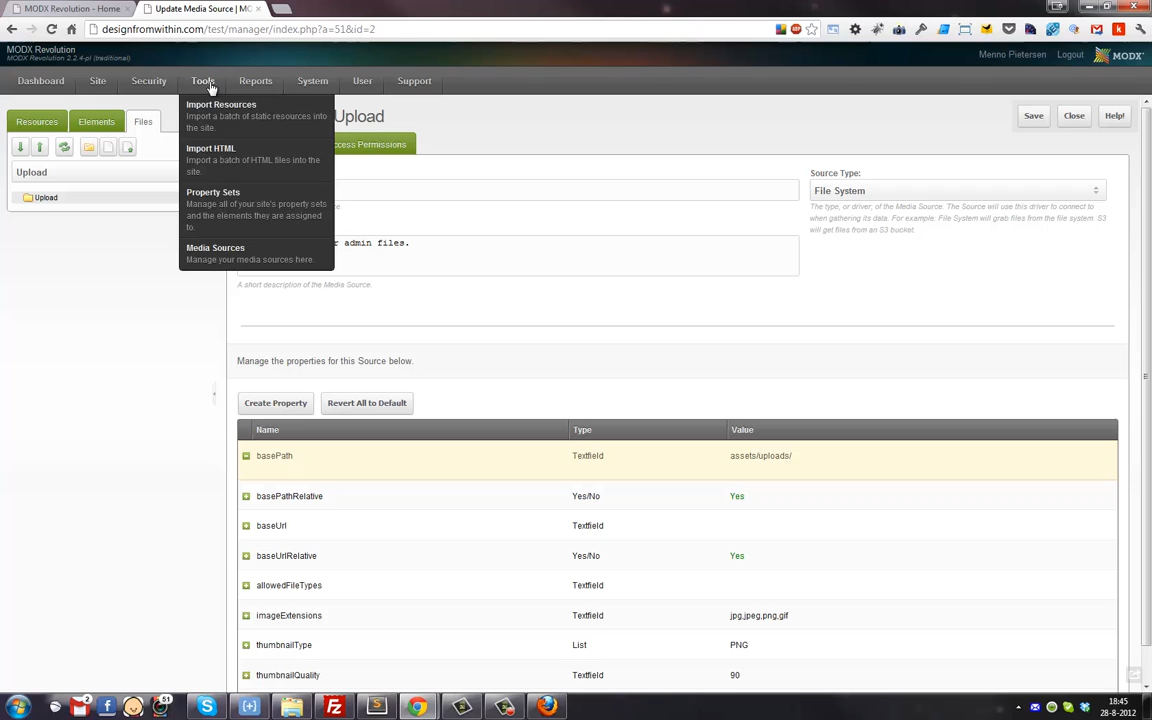 MODX Revolution - Home
Update Media Source | MO
designfromwithin.com/test/manager/index.php?a=51&id=2
MODX Revolution
MODX Revolution 2.2.4-pl (traditional)
Menno Pietersen
Logout
MODX
Dashboard
Site
Security
Tools
Reports
System
User
Support
Import Resources
Import a batch of static resources into
the site.
Import HTML
Import a batch of HTML files into the
site.
Property Sets
Manage all of your site's property sets
and the elements they are assigned
to.
Media Sources
Manage your media sources here.
Resources
Elements
Files
Upload
Upload
Upload
Save
Close
Help!
ccess Permissions
Source Type:
File System
The type, or driver, of the Media Source. The Source will use this driver to connect to
when gathering its data. For example: File System will grab files from the file system. S3
will get files from an S3 bucket.
r admin files.
A short description of the Media Source.
Manage the properties for this Source below.
Create Property
Revert All to Default
Name
Type
Value
basePath
Textfield
assets/uploads/
basePathRelative
Yes/No
Yes
baseUrl
Textfield
baseUrlRelative
Yes/No
Yes
allowedFileTypes
Textfield
imageExtensions
Textfield
jpg,jpeg,png,gif
thumbnailType
List
PNG
thumbnailQuality
Textfield
90
2
51
18:45
28-8-2012